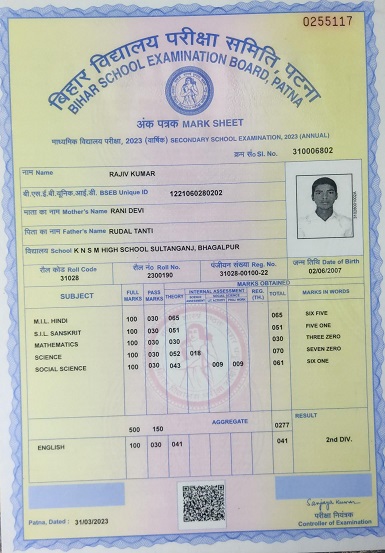 0255117
बिहार विद्यालय परीक्षा समिति, पटना
BIHAR SCHOOL EXAMINATION BOARD, PATNA
अंक पत्रक MARK SHEET
माध्यमिक विद्यालय परीक्षा, 2023 (वार्षिक) SECONDARY SCHOOL EXAMINATION, 2023 (ANNUAL)
क्रम सं० Sl. No. 310006802
नाम Name RAJIV KUMAR
बी.एस.ई.बी.यूनिक.आई.डी. BSEB Unique ID 1221060280202
माता का नाम Mother's Name RANI DEVI
पिता का नाम Father's Name RUDAL TANTI
विद्यालय School K N S M HIGH SCHOOL SULTANGANJ, BHAGALPUR
रौल कोड Roll Code रौल नं० Roll No. पंजीयन संख्या Reg. No. जन्म तिथि Date of Birth
31028 2300190 31028-00100-22 02/06/2007
MARKS OBTAINED
SUBJECT FULL MARKS PASS MARKS THEORY INTERNAL ASSESSMENT REG. (TH.) TOTAL MARKS IN WORDS
M.I.L. HINDI 100 030 065 065 SIX FIVE
S.I.L. SANSKRIT 100 030 051 051 FIVE ONE
MATHEMATICS 100 030 030 030 THREE ZERO
SCIENCE 100 030 052 018 070 SEVEN ZERO
SOCIAL SCIENCE 100 030 043 009 009 061 SIX ONE
500 150 AGGREGATE 0277 RESULT
ENGLISH 100 030 041 041 2nd DIV.
Patna, Dated : 31/03/2023
Sanjay Kumar
परीक्षा नियंत्रक
Controller of Examination